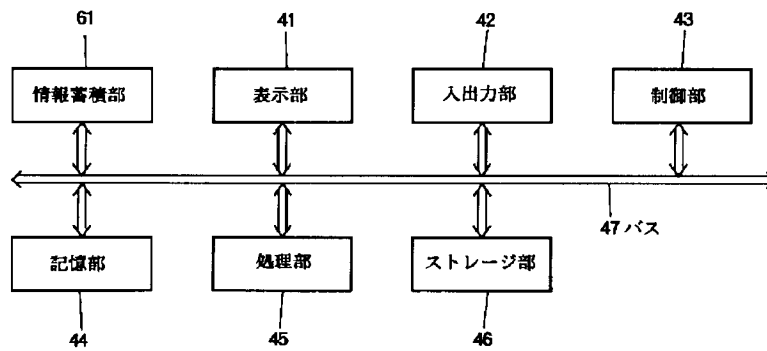 61
41
42
43
情報蓄積部
表示部
入出力部
制御部
47 バス
記憶部
処理部
ストレージ部
44
45
46